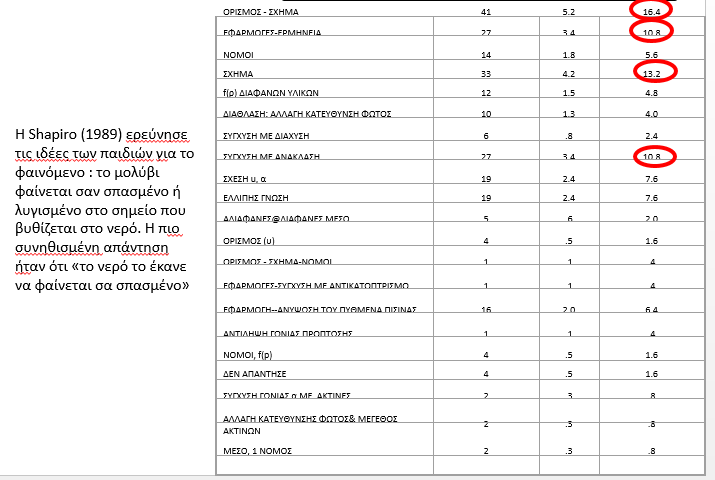 Η Shapiro (1989) ερεύνησε
τις ιδέες των παιδιών για το
φαινόμενο : το μολύβι
φαίνεται σαν σπασμένο ή
λυγισμένο στο σημείο που
βυθίζεται στο νερό. Η πιο
συνηθισμένη απάντηση
ήταν ότι «το νερό το έκανε
να φαίνεται σα σπασμένο»
ΟΡΙΣΜΟΣ - ΣΧΗΜΑ 41 5.2 16.4
ΕΦΑΡΜΟΓΕΣ-ΕΡΜΗΝΕΙΑ 27 3.4 10.8
ΝΟΜΟΙ 14 1.8 5.6
ΣΧΗΜΑ 33 4.2 13.2
f(ρ) ΔΙΑΦΑΝΩΝ ΥΛΙΚΩΝ 12 1.5 4.8
ΔΙΑΘΛΑΣΗ: ΑΛΛΑΓΗ ΚΑΤΕΥΘΥΝΣΗ ΦΩΤΟΣ 10 1.3 4.0
ΣΥΓΧΥΣΗ ΜΕ ΔΙΑΧΥΣΗ 6 .8 2.4
ΣΥΓΧΥΣΗ ΜΕ ΑΝΑΚΛΑΣΗ 27 3.4 10.8
ΣΧΕΣΗ υ, α 19 2.4 7.6
ΕΛΛΙΠΗΣ ΓΝΩΣΗ 19 2.4 7.6
ΑΔΙΑΦΑΝΕΣ@ΔΙΑΦΑΝΕΣ ΜΕΣΟ 5 .6 2.0
ΟΡΙΣΜΟΣ (υ) 4 .5 1.6
ΟΡΙΣΜΟΣ - ΣΧΗΜΑ-ΝΟΜΟΙ 1 .1 .4
ΕΦΑΡΜΟΓΕΣ-ΣΥΓΧΥΣΗ ΜΕ ΑΝΤΙΚΑΤΟΠΤΡΙΣΜΟ 1 .1 .4
ΕΦΑΡΜΟΓΗ--ΑΝΥΨΩΣΗ ΤΟΥ ΠΥΘΜΕΝΑ ΠΙΣΙΝΑΣ 16 2.0 6.4
ΑΝΤΙΛΗΨΗ ΓΩΝΙΑΣ ΠΡΟΠΤΩΣΗΣ 1 .1 .4
ΝΟΜΟΙ, f(ρ) 4 .5 1.6
ΔΕΝ ΑΠΑΝΤΗΣΕ 4 .5 1.6
ΣΥΓΧΥΣΗ ΓΩΝΙΑΣ α ΜΕ ΑΚΤΙΝΕΣ 2 .3 .8
ΑΛΛΑΓΗ ΚΑΤΕΥΘΥΝΣΗΣ ΦΩΤΟΣ& ΜΕΓΕΘΟΣ
ΑΚΤΙΝΩΝ 2 .3 .8
ΜΕΣΟ, 1 ΝΟΜΟΣ 2 .3 .8